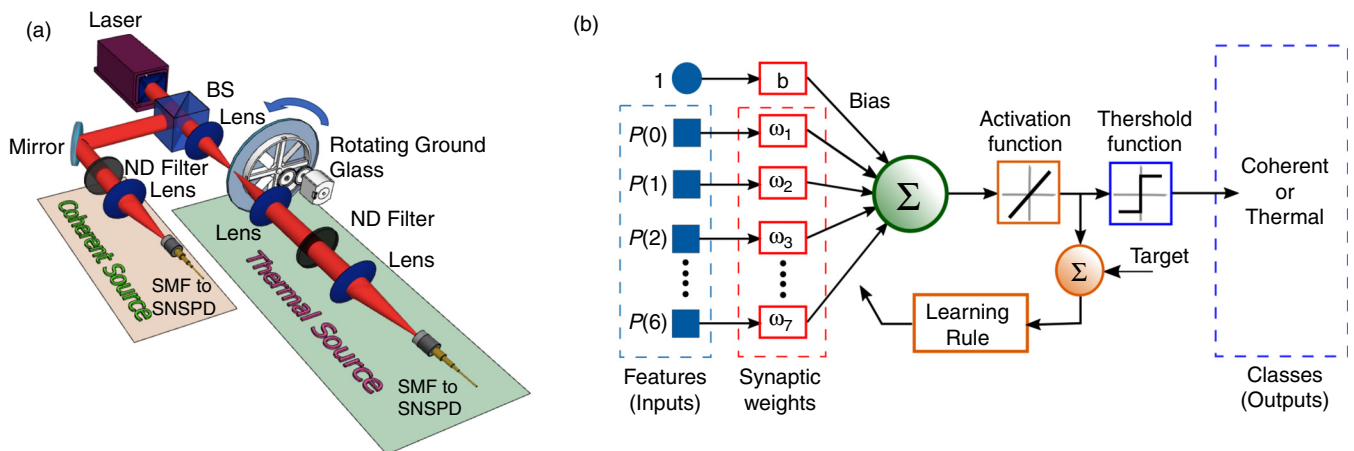 (a)
Laser
BS
Lens
Mirror
Rotating Ground
Glass
ND Filter
Lens
ND Filter
Lens
Lens
Coherent Source
SMF to
SNSPD
Thermal Source
SMF to
SNSPD
(b)
1
b
Bias
P(0)
ω1
P(1)
ω2
P(2)
ω3
P(6)
ω7
Σ
Activation
function
Thershold
function
Coherent
or
Thermal
Σ
Target
Learning
Rule
Features
(Inputs)
Synaptic
weights
Classes
(Outputs)